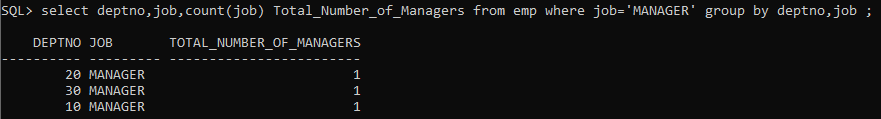 SQL> select deptno,job,count(job) Total_Number_of_Managers from emp where job='MANAGER' group by deptno,job ;
DEPTNO JOB TOTAL_NUMBER_OF_MANAGERS
---------- --------- ------------------------
20 MANAGER 1
30 MANAGER 1
10 MANAGER 1